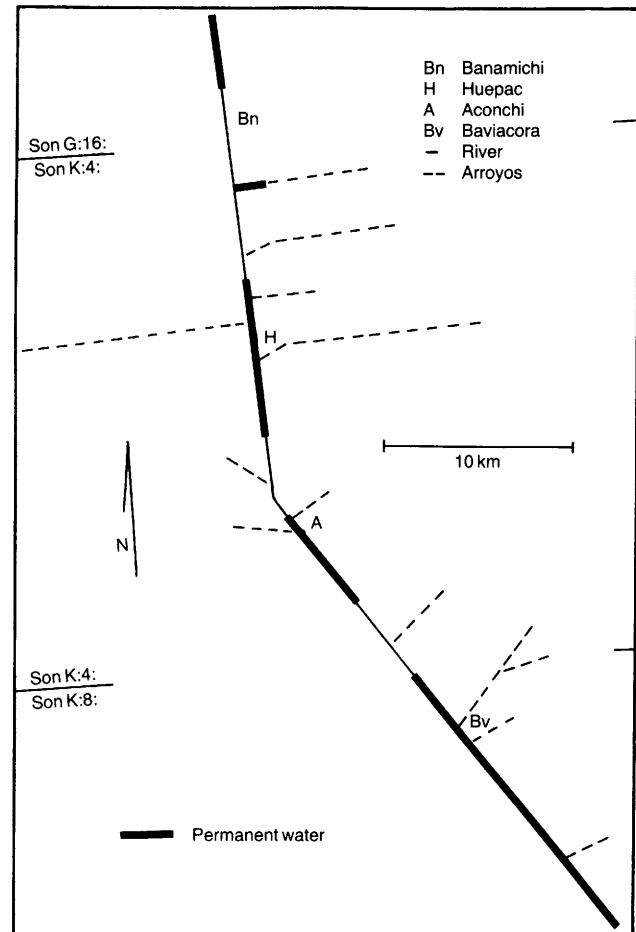 Bn Banamichi
H Huepac
A Aconchi
Bv Baviacora
River
Arroyos
Bn
Son G:16:
Son K:4:
H
10 km
N
A
Son K:4:
Son K:8:
Bv
Permanent water